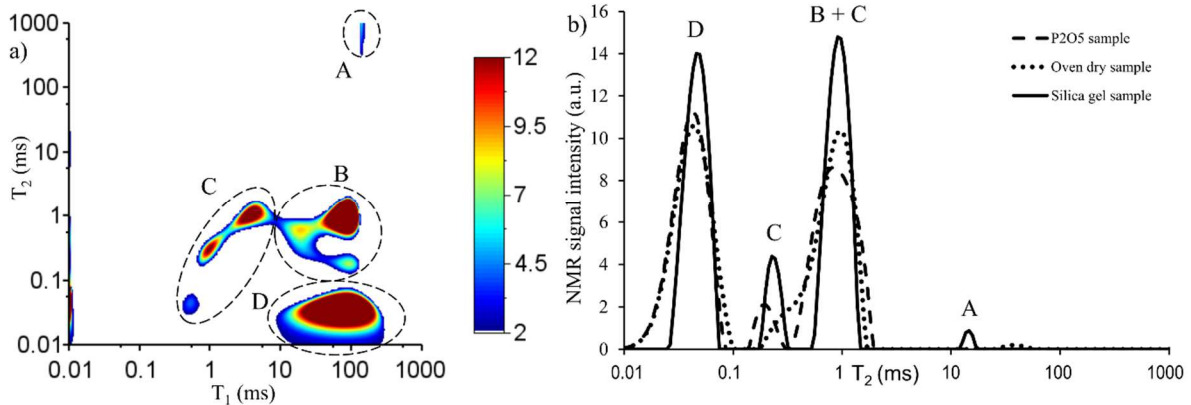 a)
T₂ (ms)
1000
100
10
1
0.1
0.01
A
B
C
D
0.01
0.1
1
10
100
1000
T₁ (ms)
12
9.5
7
4.5
2
b)
NMR signal intensity (a.u.)
16
14
12
10
8
6
4
2
0
D
B + C
C
A
P2O5 sample
Oven dry sample
Silica gel sample
0.01
0.1
1
10
100
1000
T₂ (ms)